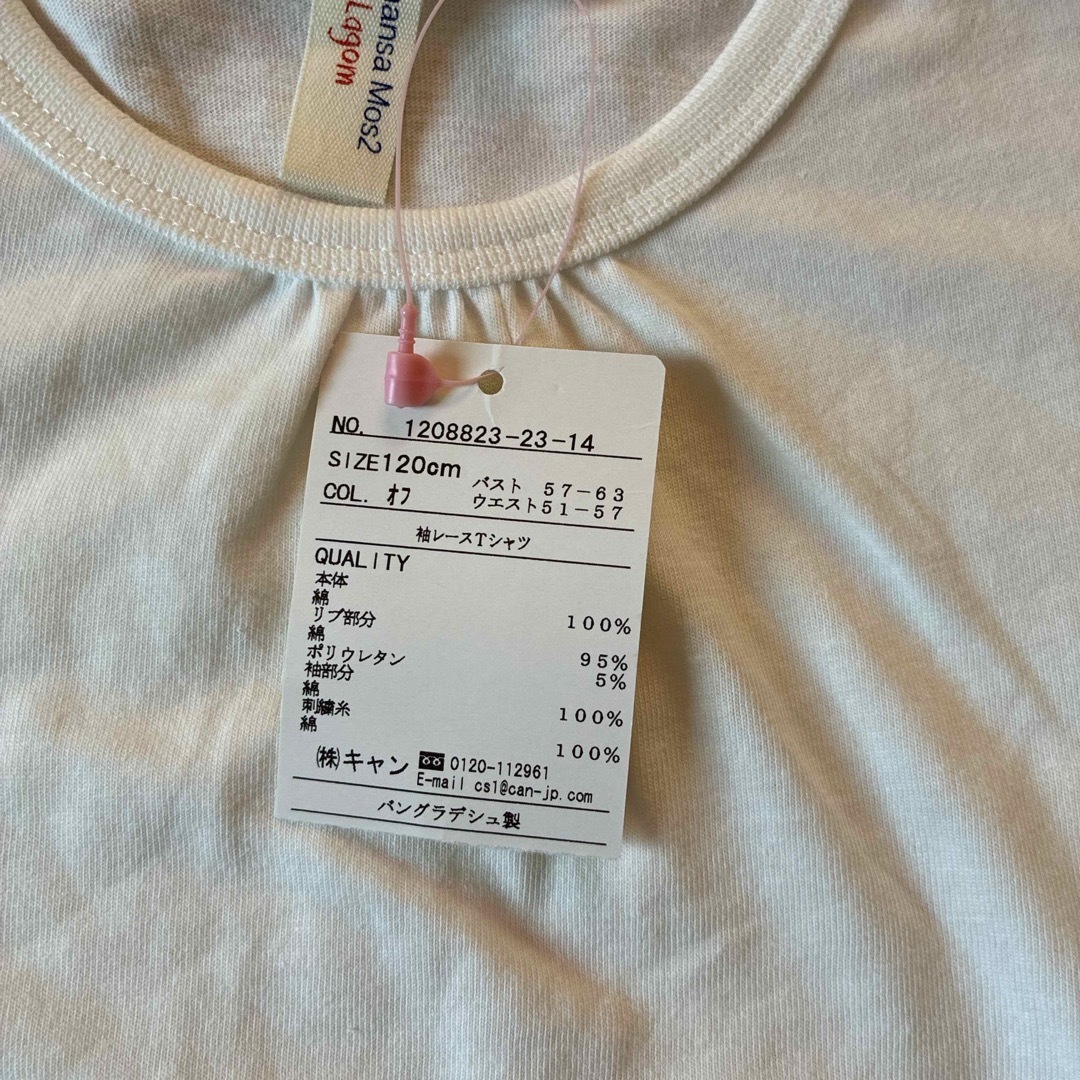 Mos2
Lagom
NO. 1208823-23-14
SIZE120cm
COL. オフ
バスト 57-63
ウエスト51-57
袖レースTシャツ
QUALITY
本体
綿 100%
リブ部分
綿 95%
ポリウレタン 5%
袖部分
綿 100%
刺繍糸
綿 100%
㈱キャン 0120-112961
E-mail cs1@can-jp.com
バングラデシュ製